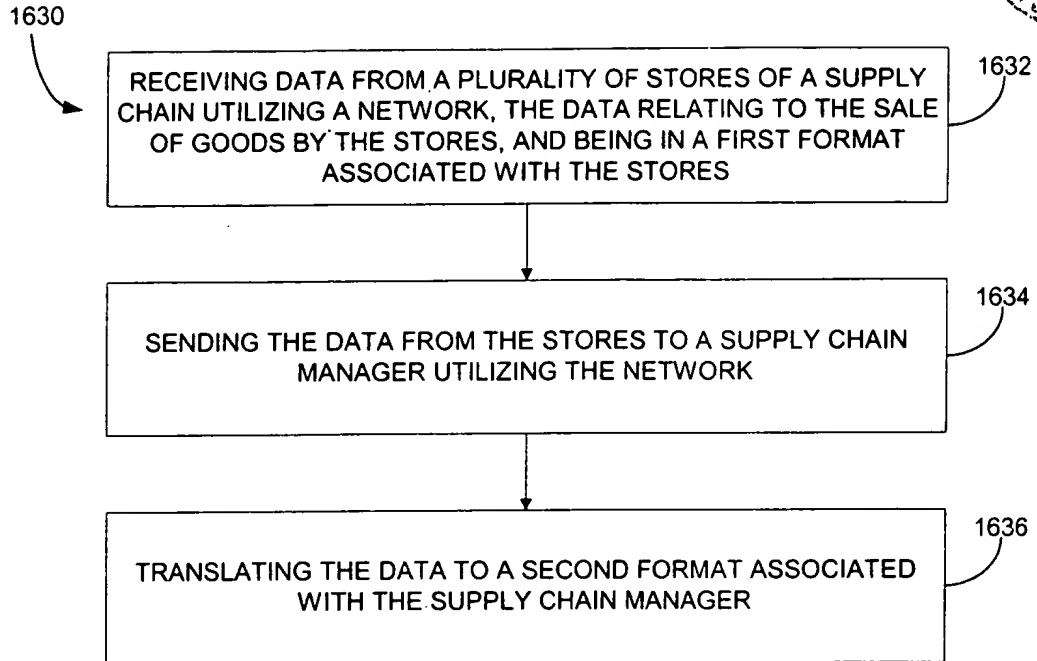 1630
RECEIVING DATA FROM A PLURALITY OF STORES OF A SUPPLY
CHAIN UTILIZING A NETWORK, THE DATA RELATING TO THE SALE
OF GOODS BY THE STORES, AND BEING IN A FIRST FORMAT
ASSOCIATED WITH THE STORES
1632
SENDING THE DATA FROM THE STORES TO A SUPPLY CHAIN
MANAGER UTILIZING THE NETWORK
1634
TRANSLATING THE DATA TO A SECOND FORMAT ASSOCIATED
WITH THE SUPPLY CHAIN MANAGER
1636